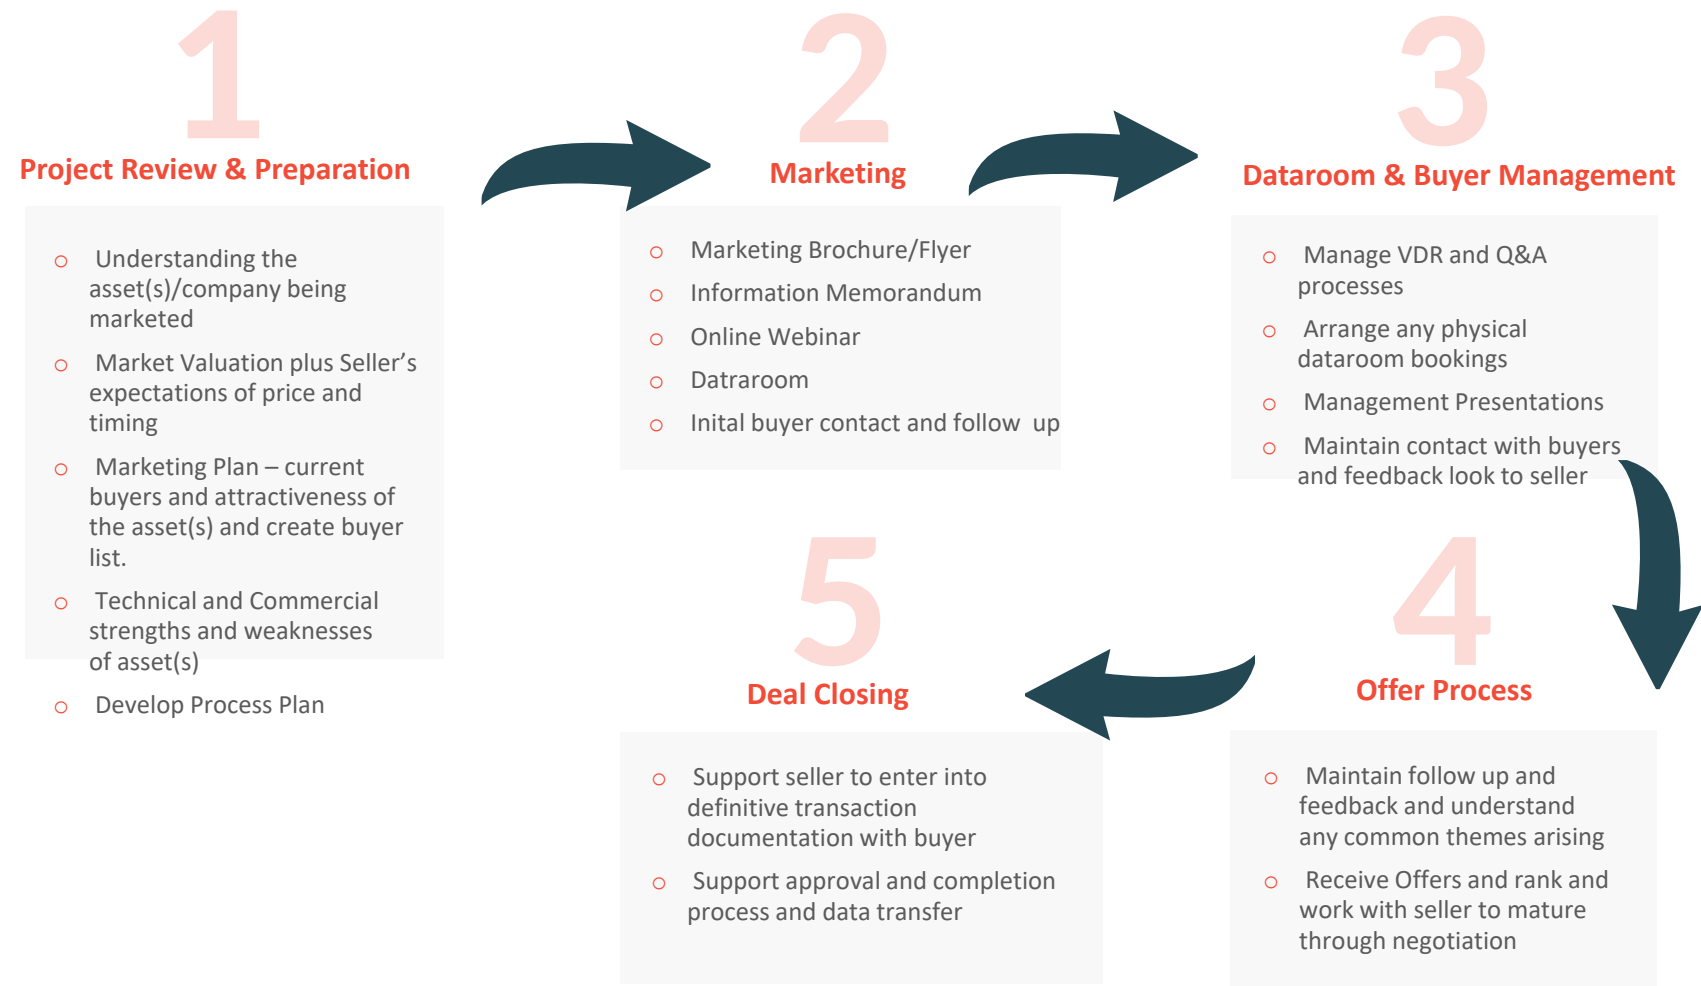 1
Project Review & Preparation
o Understanding the
asset(s)/company being
marketed
o Market Valuation plus Seller’s
expectations of price and
timing
o Marketing Plan – current
buyers and attractiveness of
the asset(s) and create buyer
list.
o Technical and Commercial
strengths and weaknesses
of asset(s)
o Develop Process Plan
2
Marketing
o Marketing Brochure/Flyer
o Information Memorandum
o Online Webinar
o Datraroom
o Inital buyer contact and follow up
3
Dataroom & Buyer Management
o Manage VDR and Q&A
processes
o Arrange any physical
dataroom bookings
o Management Presentations
o Maintain contact with buyers
and feedback look to seller
4
Offer Process
o Maintain follow up and
feedback and understand
any common themes arising
o Receive Offers and rank and
work with seller to mature
through negotiation
5
Deal Closing
o Support seller to enter into
definitive transaction
documentation with buyer
o Support approval and completion
process and data transfer